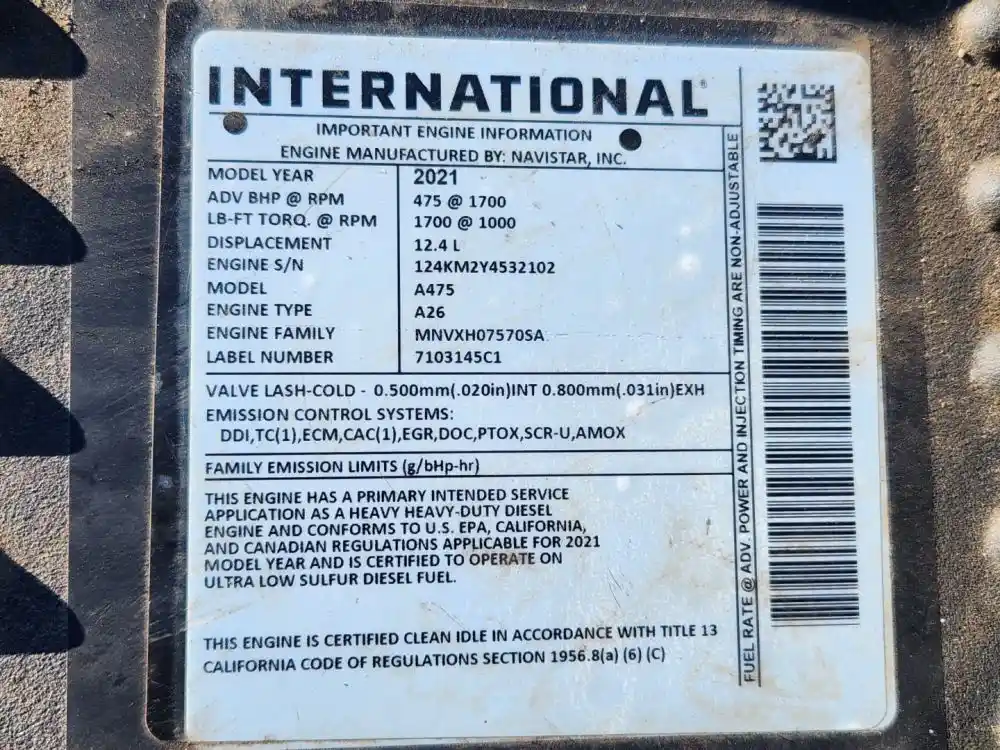 INTERNATIONAL®
IMPORTANT ENGINE INFORMATION
ENGINE MANUFACTURED BY: NAVISTAR, INC.
MODEL YEAR 2021
ADV BHP @ RPM 475 @ 1700
LB-FT TORQ. @ RPM 1700 @ 1000
DISPLACEMENT 12.4 L
ENGINE S/N 124KM2Y4532102
MODEL A475
ENGINE TYPE A26
ENGINE FAMILY MNVXH07570SA
LABEL NUMBER 7103145C1
VALVE LASH-COLD - 0.500mm(.020in)INT 0.800mm(.031in)EXH
EMISSION CONTROL SYSTEMS:
DDI,TC(1),ECM,CAC(1),EGR,DOC,PTOX,SCR-U,AMOX
FAMILY EMISSION LIMITS (g/bHp-hr)
THIS ENGINE HAS A PRIMARY INTENDED SERVICE
APPLICATION AS A HEAVY HEAVY-DUTY DIESEL
ENGINE AND CONFORMS TO U.S. EPA, CALIFORNIA,
AND CANADIAN REGULATIONS APPLICABLE FOR 2021
MODEL YEAR AND IS CERTIFIED TO OPERATE ON
ULTRA LOW SULFUR DIESEL FUEL.
THIS ENGINE IS CERTIFIED CLEAN IDLE IN ACCORDANCE WITH TITLE 13
CALIFORNIA CODE OF REGULATIONS SECTION 1956.8(a) (6) (C)
FUEL RATE @ ADV. POWER AND INJECTION TIMING ARE NON-ADJUSTABLE